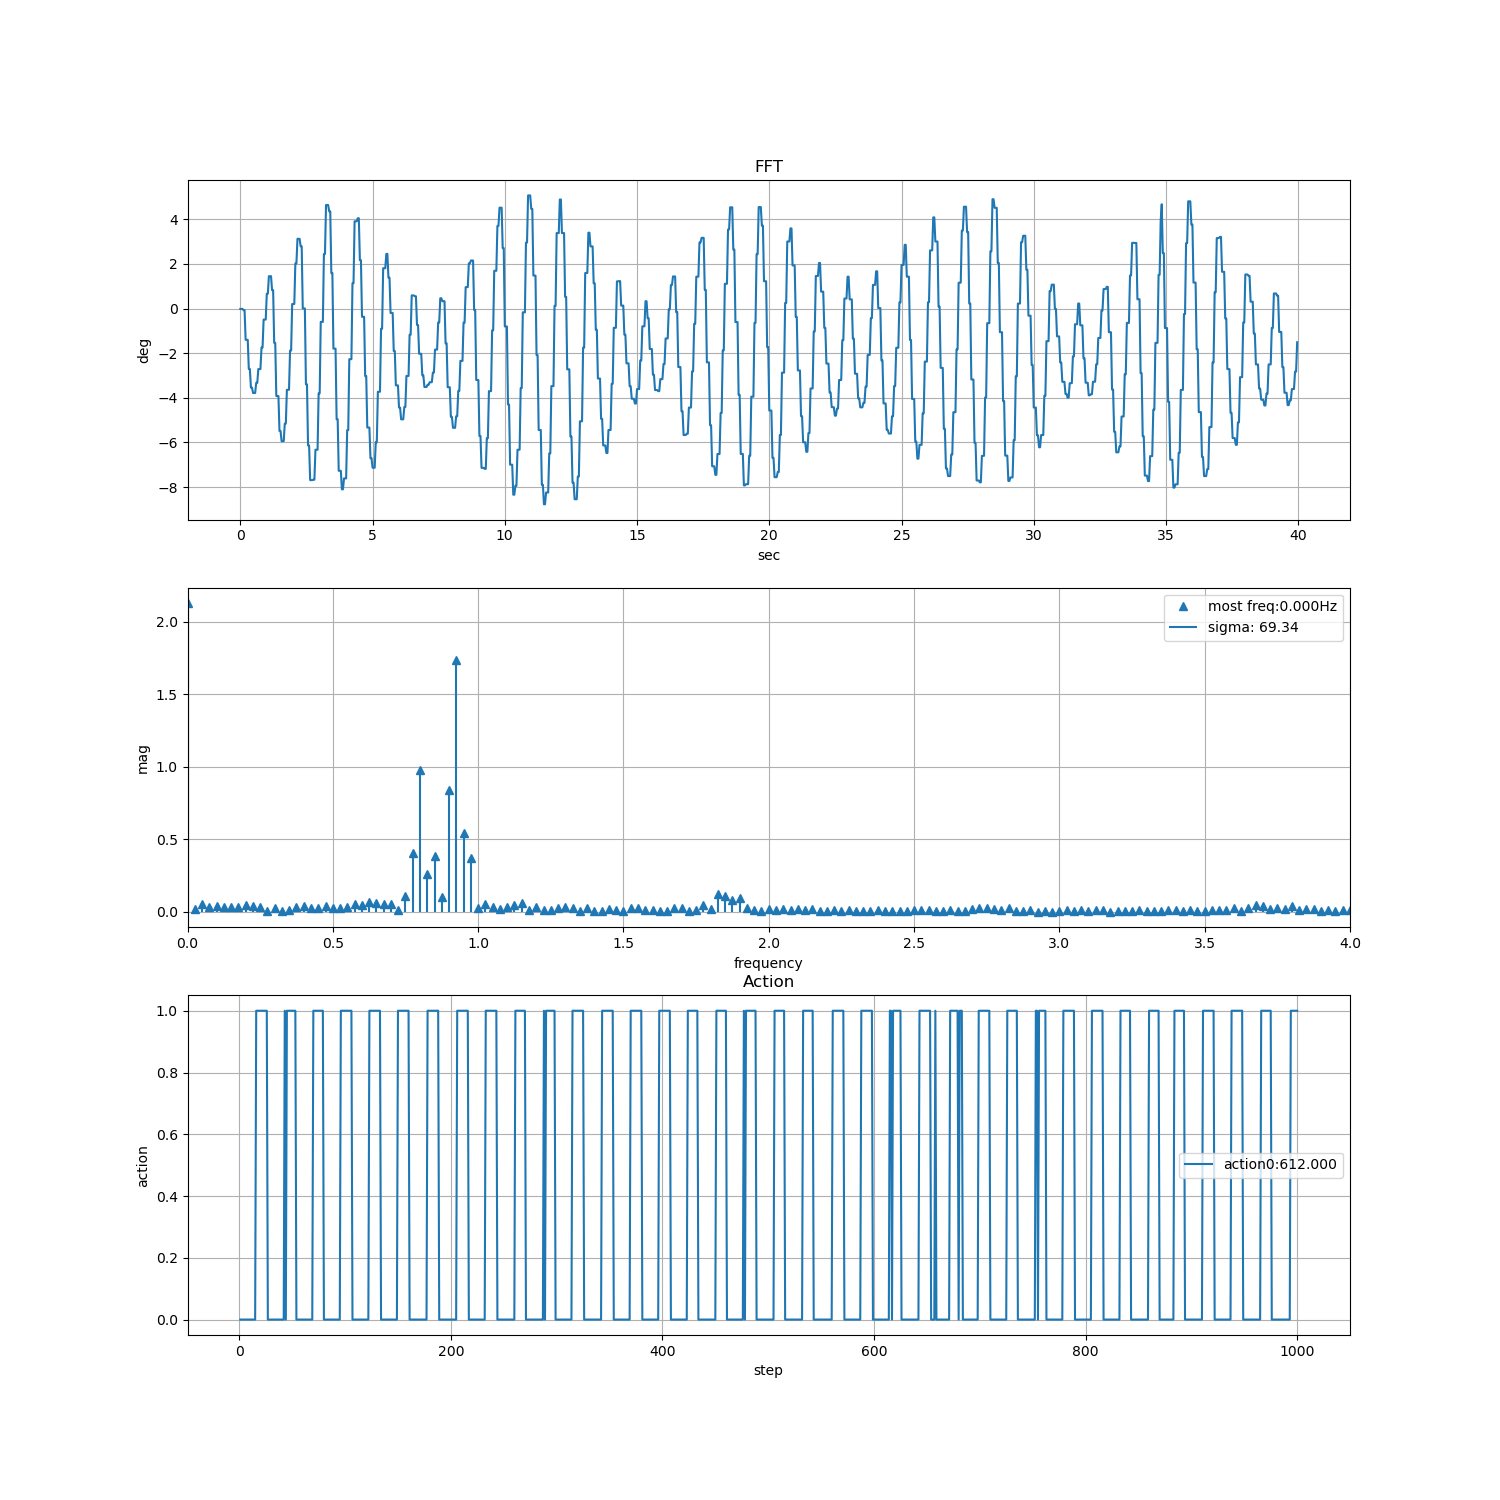 FFT
4
2
0
−2
−4
−6
−8
deg
0 5 10 15 20 25 30 35 40
sec
2.0
1.5
1.0
0.5
0.0
mag
most freq:0.000Hz
sigma: 69.34
0.0 0.5 1.0 1.5 2.0 2.5 3.0 3.5 4.0
frequency
Action
1.0
0.8
0.6
0.4
0.2
0.0
action
action0:612.000
0 200 400 600 800 1000
step